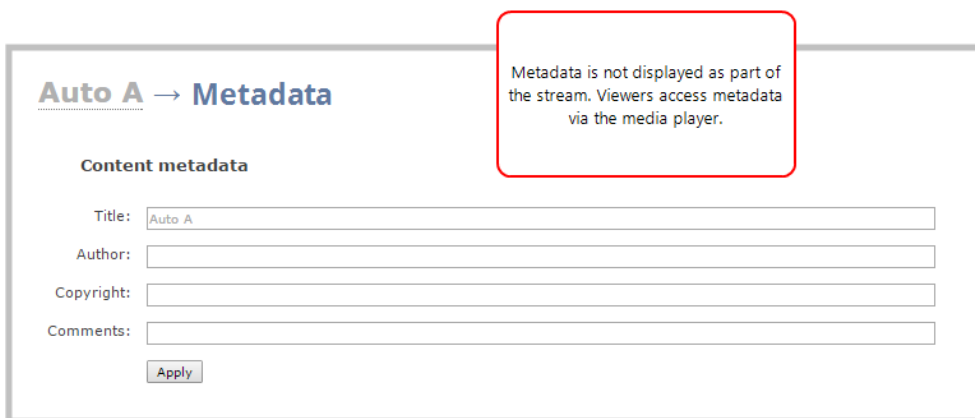 Metadata is not displayed as part of
the stream. Viewers access metadata
via the media player.
Auto A → Metadata
Content metadata
Title: Auto A
Author:
Copyright:
Comments:
Apply